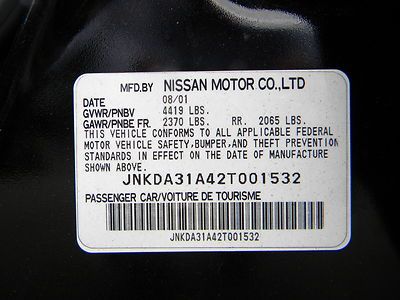 MFD.BY NISSAN MOTOR CO.,LTD
DATE 08/01
GVWR/PNBV 4419 LBS.
GAWR/PNBE FR. 2370 LBS. RR. 2065 LBS.
THIS VEHICLE CONFORMS TO ALL APPLICABLE FEDERAL
MOTOR VEHICLE SAFETY,BUMPER,AND THEFT PREVENTION
STANDARDS IN EFFECT ON THE DATE OF MANUFACTURE
SHOWN ABOVE.
JNKDA31A42T001532
PASSENGER CAR/VOITURE DE TOURISME
JNKDA31A42T001532